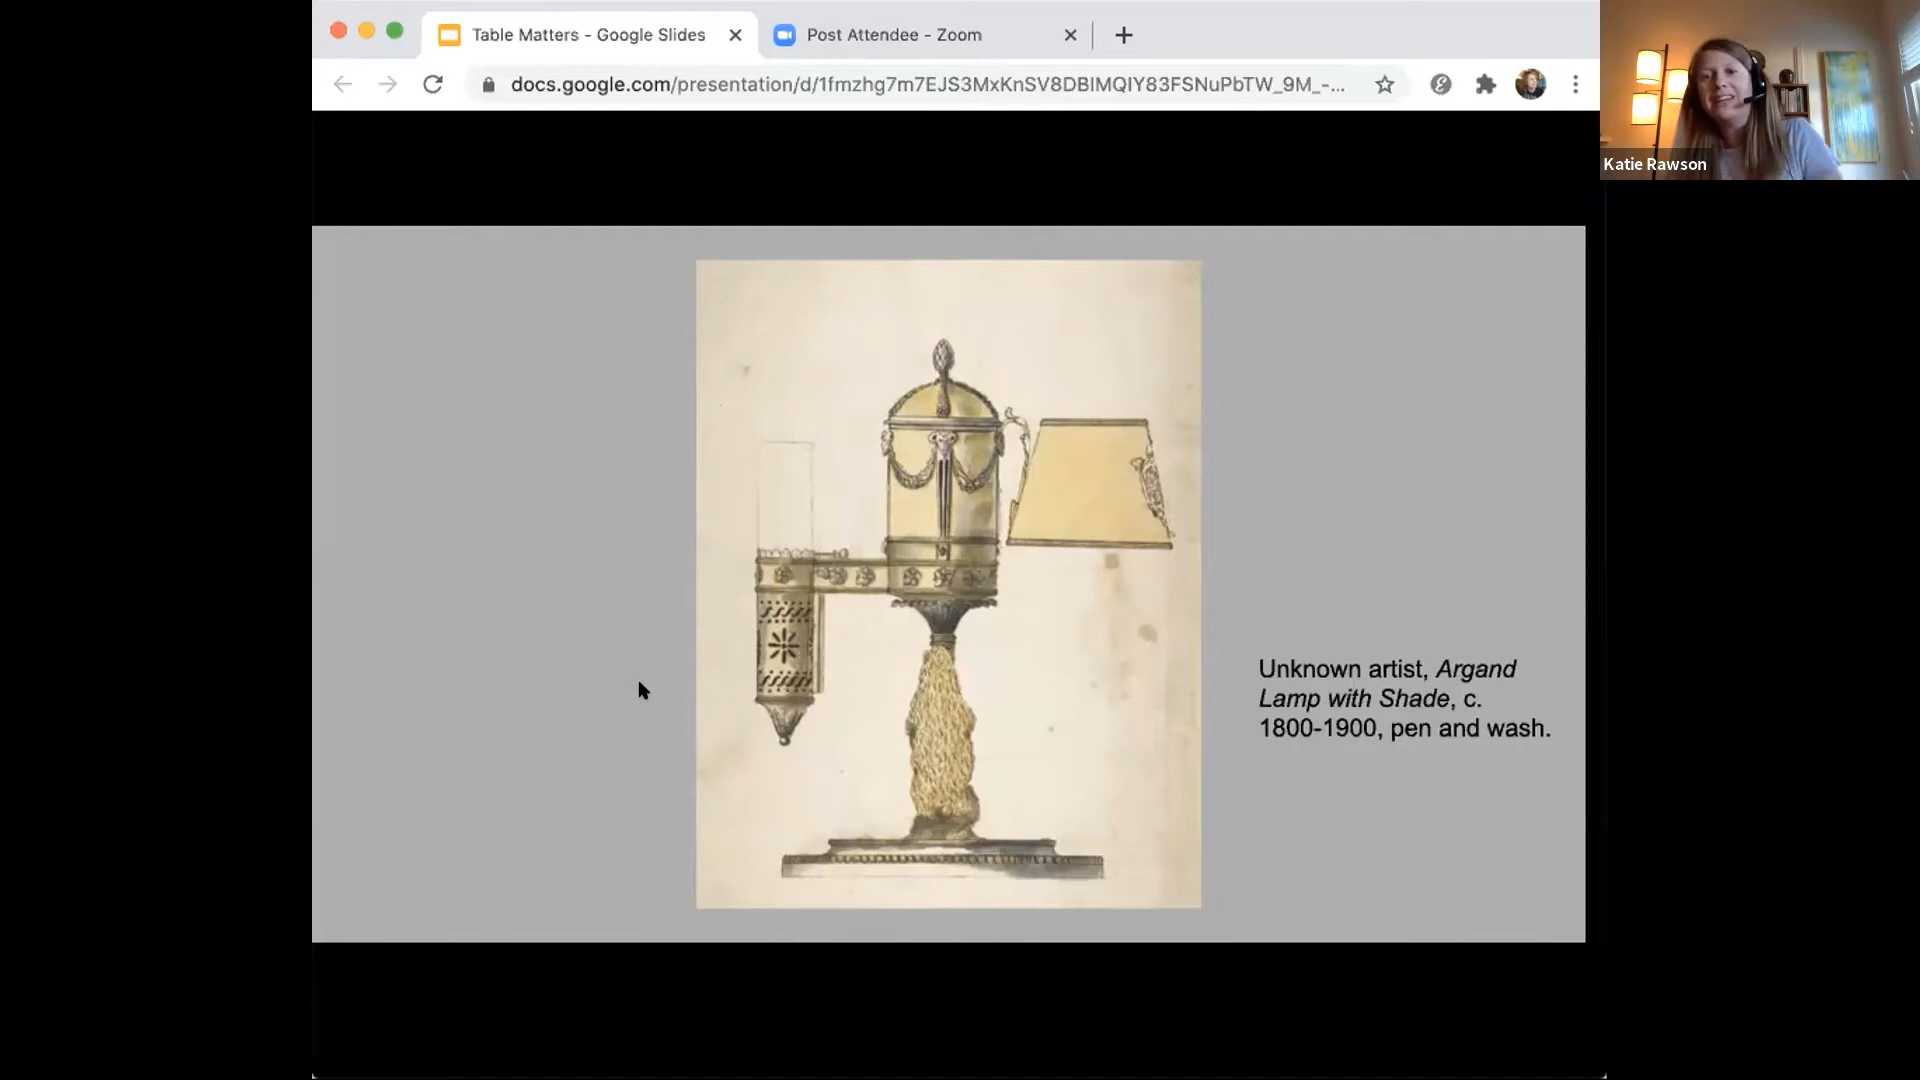 Table Matters - Google Slides
Post Attendee - Zoom
docs.google.com/presentation/d/1fmzhg7m7EJS3MxKnSV8DBIMQIY83FSNuPbTW_9M_-...
Katie Rawson
Unknown artist, Argand
Lamp with Shade, c.
1800-1900, pen and wash.